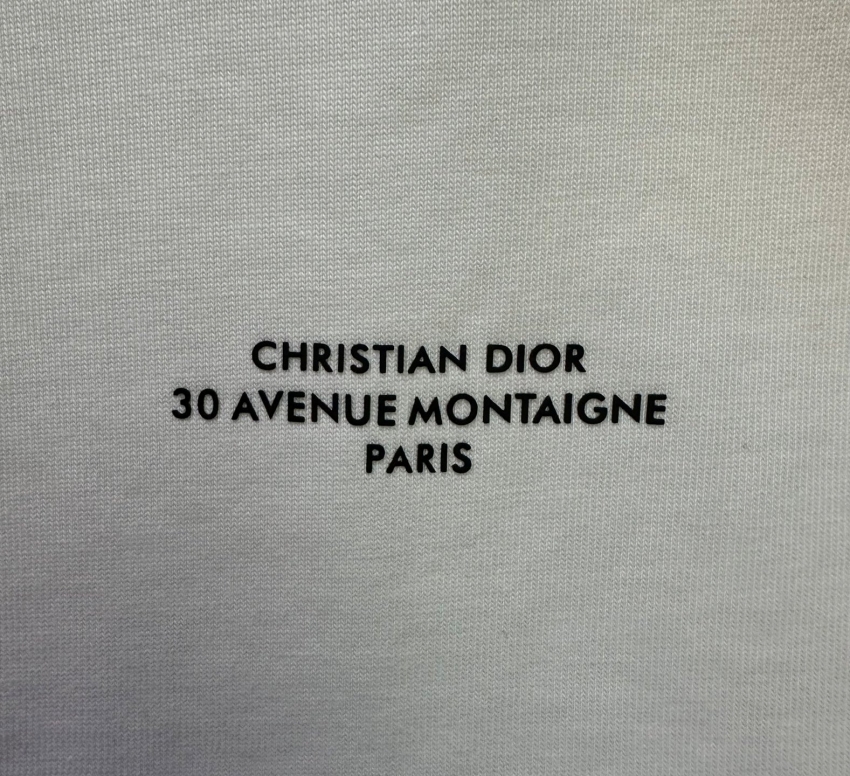 CHRISTIAN DIOR
30 AVENUE MONTAIGNE
PARIS